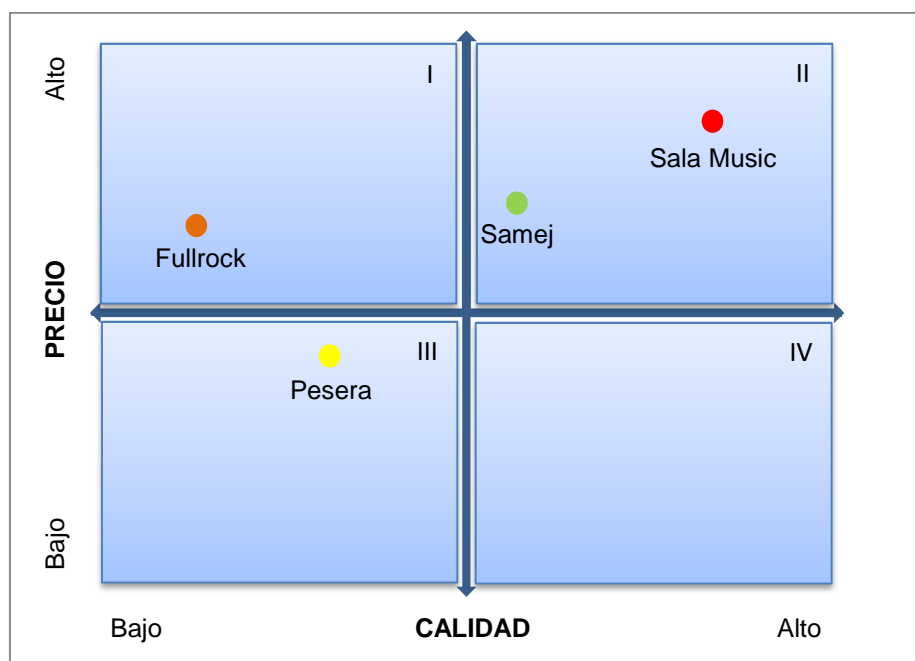 Alto
I
II
Sala Music
Samej
Fullrock
PRECIO
III
IV
Pesera
Bajo
Bajo
CALIDAD
Alto